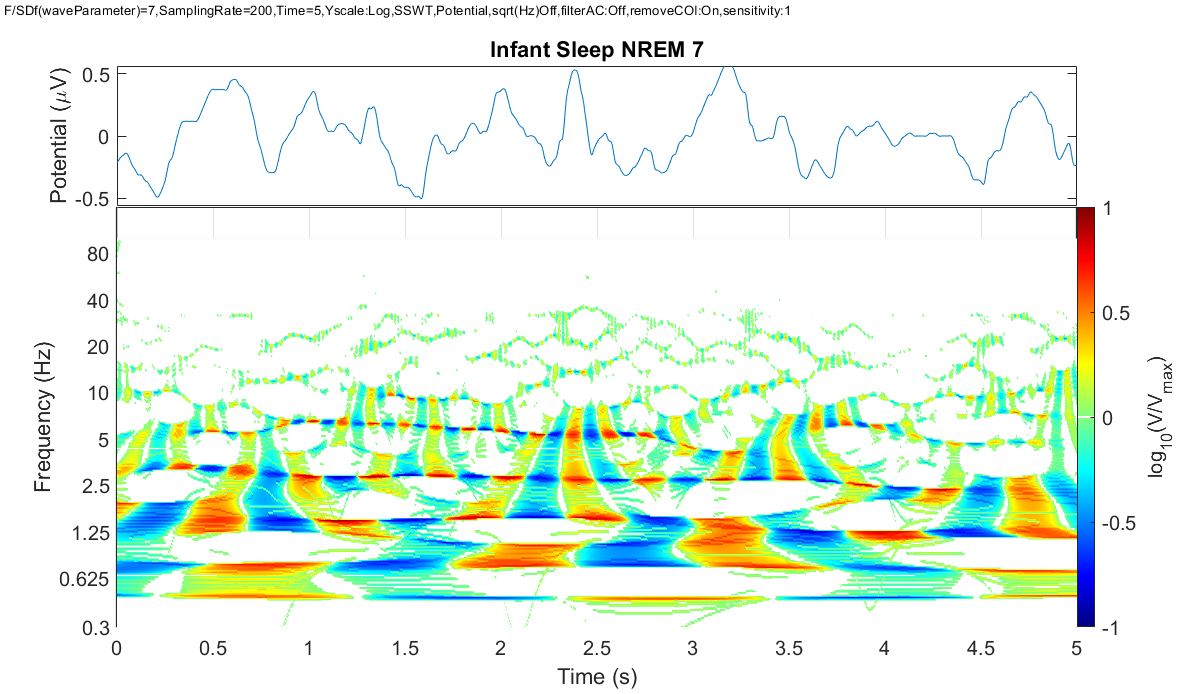 F/SDf(waveParameter)=7,SamplingRate=200,Time=5,Yscale:Log,SSWT,Potential,sqrt(Hz)Off,filterAC:Off,removeCOI:On,sensitivity:1
Infant Sleep NREM 7
Potential (μV)
0.5
0
-0.5
Frequency (Hz)
80
40
20
10
5
2.5
1.25
0.625
0.3
0 0.5 1 1.5 2 2.5 3 3.5 4 4.5 5
Time (s)
1
0.5
0
-0.5
-1
log10(V/Vmax)